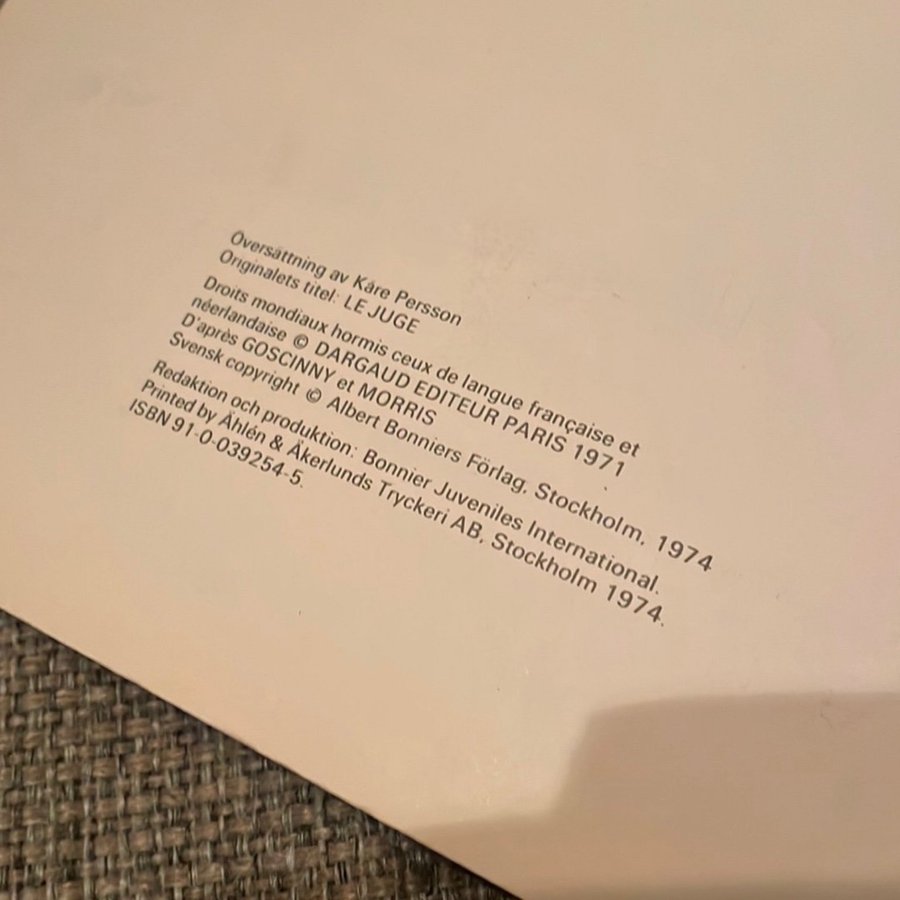 Översättning av Kåre Persson
Originalets titel: LE JUGE
Droits mondiaux hormis ceux de langue française et
néerlandaise © DARGAUD EDITEUR PARIS 1971
D'après GOSCINNY et MORRIS
Svensk copyright © Albert Bonniers Förlag, Stockholm, 1974
Redaktion och produktion: Bonnier Juveniles International.
Printed by Åhlén & Åkerlunds Tryckeri AB, Stockholm 1974.
ISBN 91-0-039254-5.